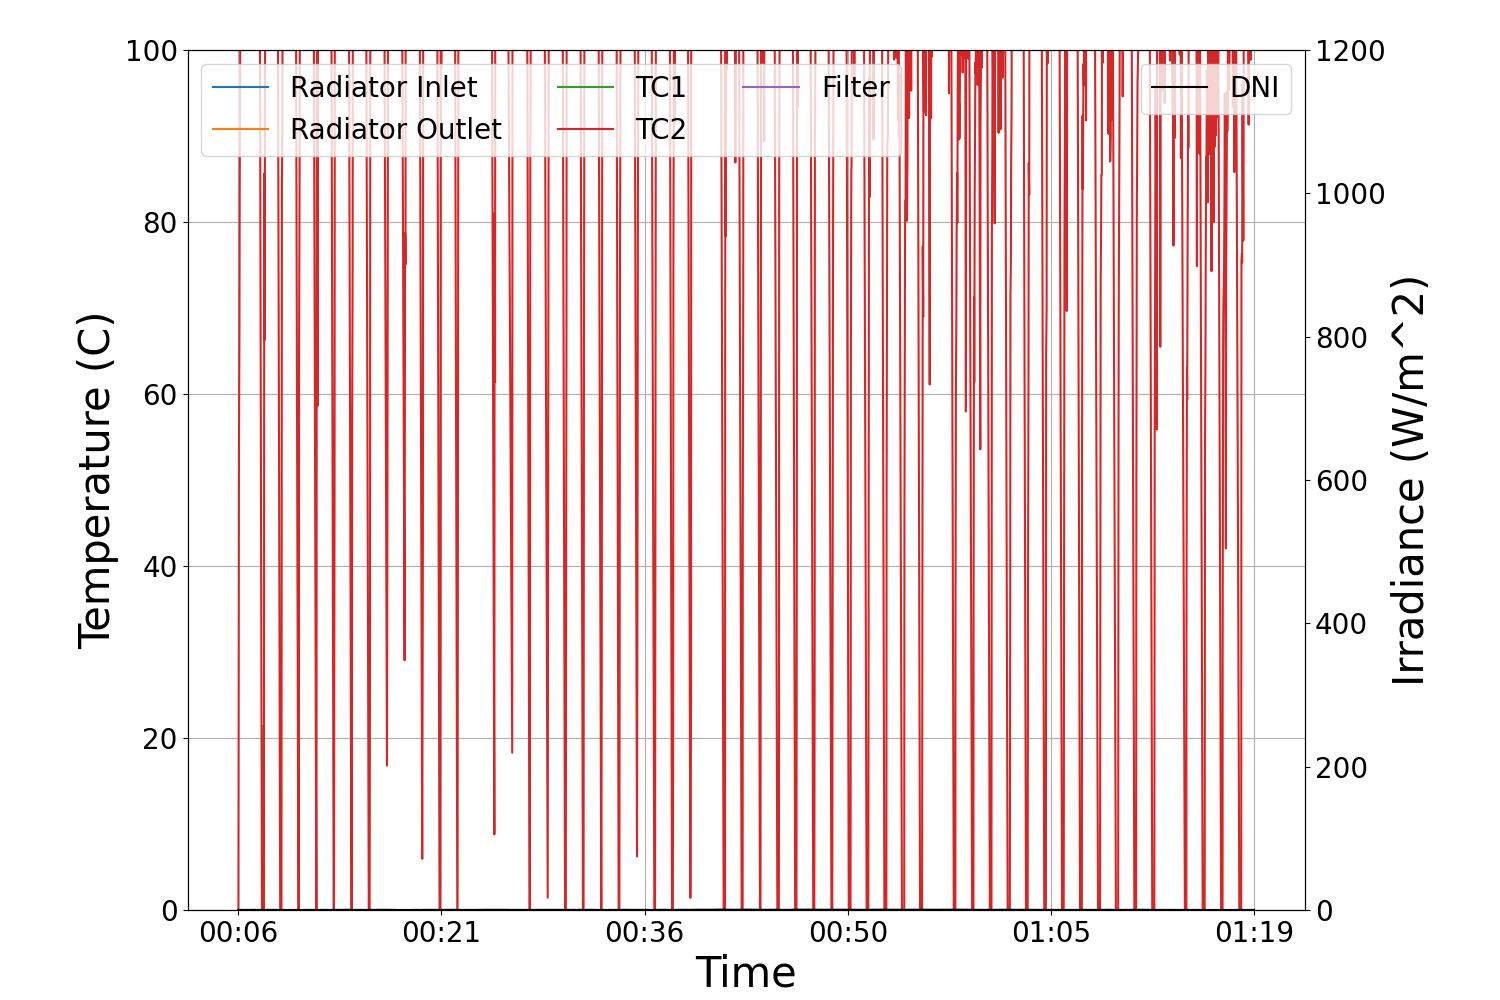 100
80
60
40
20
0
Temperature (C)
Radiator Inlet
Radiator Outlet
TC1
TC2
Filter
DNI
1200
1000
800
600
400
200
0
Irradiance (W/m^2)
00:06 00:21 00:36 00:50 01:05 01:19
Time